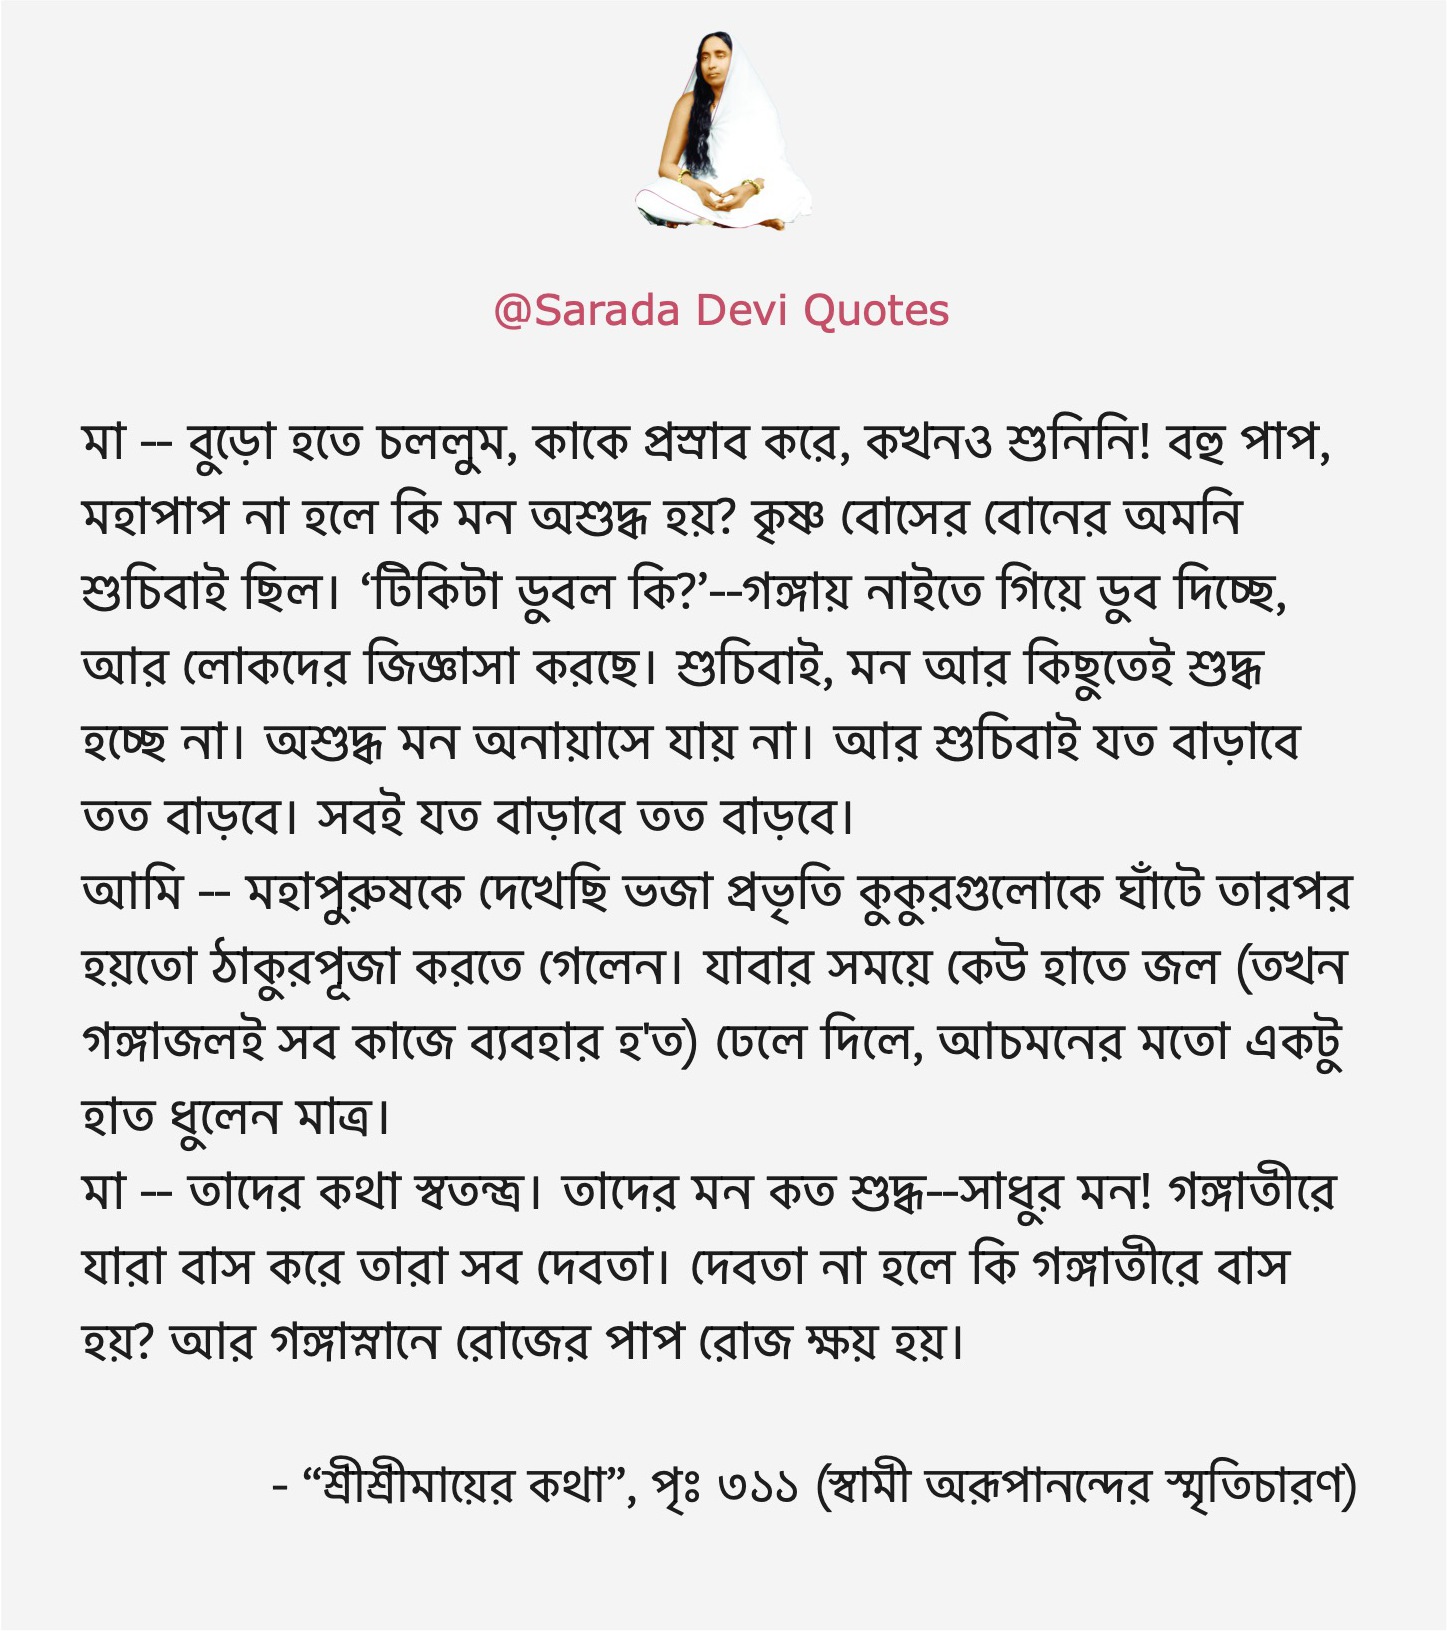 @Sarada Devi Quotes
মা -- বুড়ো হতে চললুম, কাকে প্রস্রাব করে, কখনও শুনিনি! বহু পাপ,
মহাপাপ না হলে কি মন অশুদ্ধ হয়? কৃষ্ণ বোসের বোনের অমনি
শুচিবাই ছিল। ‘টিকিটা ডুবল কি?’--গঙ্গায় নাইতে গিয়ে ডুব দিচ্ছে,
আর লোকদের জিজ্ঞাসা করছে। শুচিবাই, মন আর কিছুতেই শুদ্ধ
হচ্ছে না। অশুদ্ধ মন অনায়াসে যায় না। আর শুচিবাই যত বাড়াবে
তত বাড়বে। সবই যত বাড়াবে তত বাড়বে।
আমি -- মহাপুরুষকে দেখেছি ভজা প্রভৃতি কুকুরগুলোকে ঘাঁটে তারপর
হয়তো ঠাকুরপূজা করতে গেলেন। যাবার সময়ে কেউ হাতে জল (তখন
গঙ্গাজলই সব কাজে ব্যবহার হ'ত) ঢেলে দিলে, আচমনের মতো একটু
হাত ধুলেন মাত্র।
মা -- তাদের কথা স্বতন্ত্র। তাদের মন কত শুদ্ধ--সাধুর মন! গঙ্গাতীরে
যারা বাস করে তারা সব দেবতা। দেবতা না হলে কি গঙ্গাতীরে বাস
হয়? আর গঙ্গাস্নানে রোজের পাপ রোজ ক্ষয় হয়।
- “শ্রীশ্রীমায়ের কথা”, পৃঃ ৩১১ (স্বামী অরূপানন্দের স্মৃতিচারণ)